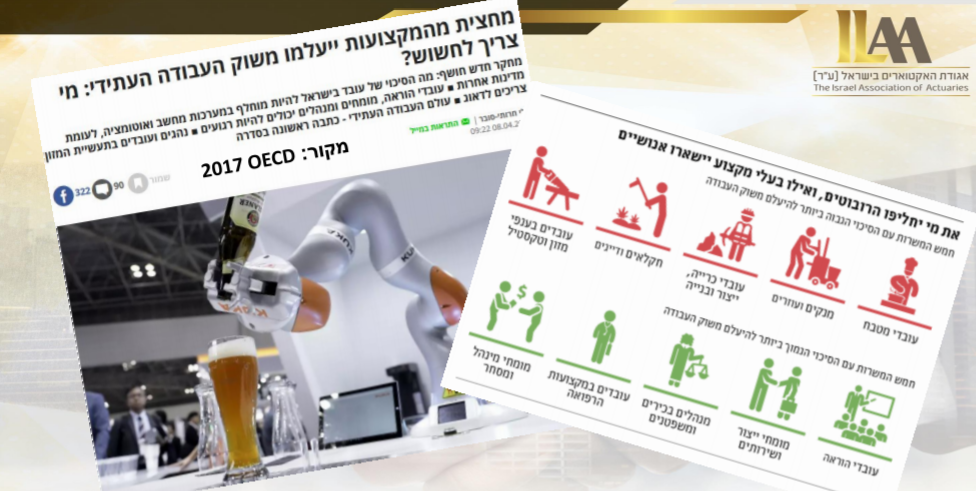 ILAA
אגודת האקטוארים בישראל (ע"ר)
The Israel Association of Actuaries
מחצית מהמקצועות ייעלמו משוק העבודה העתידי: מי
צריך לחשוש?
מחקר חדש חושף: מה הסיכוי של עובד בישראל להיות מוחלף במערכות מחשב ואוטומציה, לעומת
מדינות אחרות ■ עובדי הוראה, מומחים ומנהלים יכולים להיות רגועים ■ נהגים ועובדים בתעשיית המזון
צריכים לדאוג ■ עולם העבודה העתידי - כתבה ראשונה בסדרה
חרותי-סובר | התראות במייל
09:22 08.04.2
מקור: OECD 2017
322
90
שמור
KUKA
KUKA
את מי יחליפו הרובוטים, ואילו בעלי מקצוע יישארו אנושיים
חמש המשרות עם הסיכוי הגבוה ביותר להיעלם משוק העבודה
עובדי מטבח
מנקים ועוזרים
עובדי כרייה,
ייצור ובנייה
חקלאים ודייגים
עובדים בענפי
מזון וטקסטיל
חמש המשרות עם הסיכוי הנמוך ביותר להיעלם משוק העבודה
עובדי הוראה
מומחי ייצור
ושירותים
מנהלים בכירים
ומשפטנים
עובדים במקצועות
הרפואה
מומחי מינהל
ומסחר